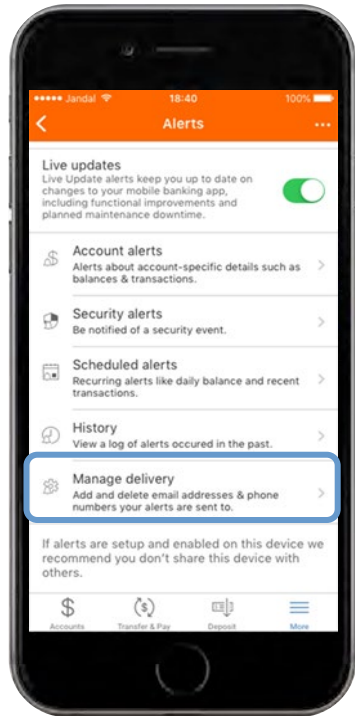 Jandal 18:40 100%
Alerts
Live updates
Live Update alerts keep you up to date on
changes to your mobile banking app,
including functional improvements and
planned maintenance downtime.
Account alerts
Alerts about account-specific details such as
balances & transactions.
Security alerts
Be notified of a security event.
Scheduled alerts
Recurring alerts like daily balance and recent
transactions.
History
View a log of alerts occured in the past.
Manage delivery
Add and delete email addresses & phone
numbers your alerts are sent to.
If alerts are setup and enabled on this device we
recommend you don't share this device with
others.
Accounts Transfer & Pay Deposit More